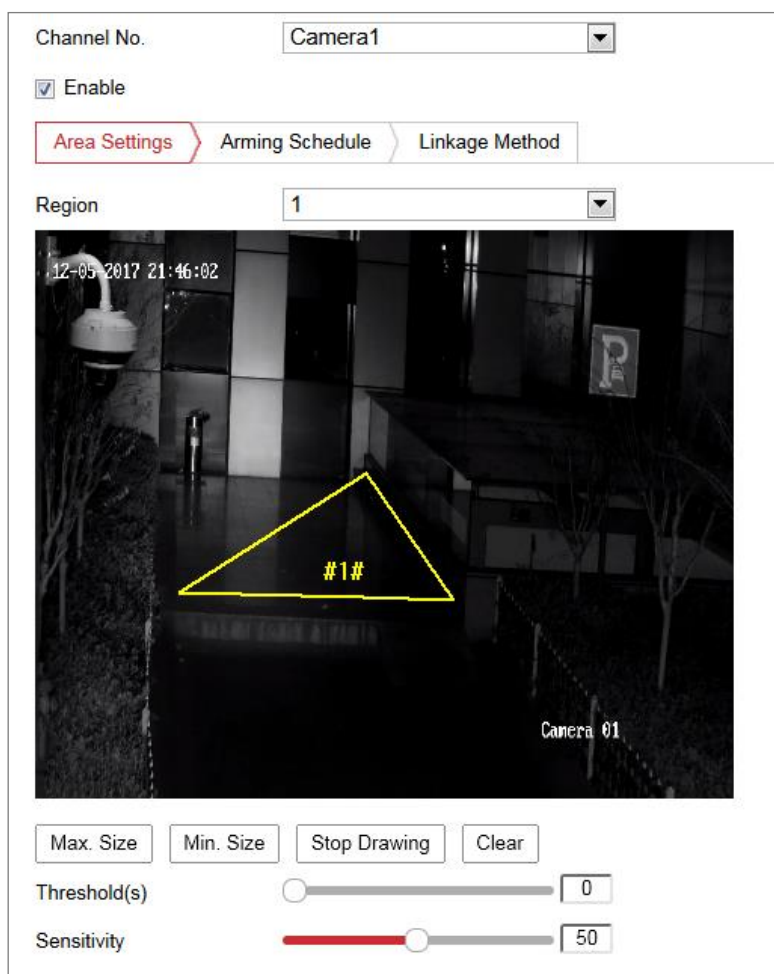 Channel No. Camera1
Enable
Area Settings Arming Schedule Linkage Method
Region 1
12-05-2017 21:46:02
P
#1#
Camera 01
Max. Size Min. Size Stop Drawing Clear
Threshold(s) 0
Sensitivity 50